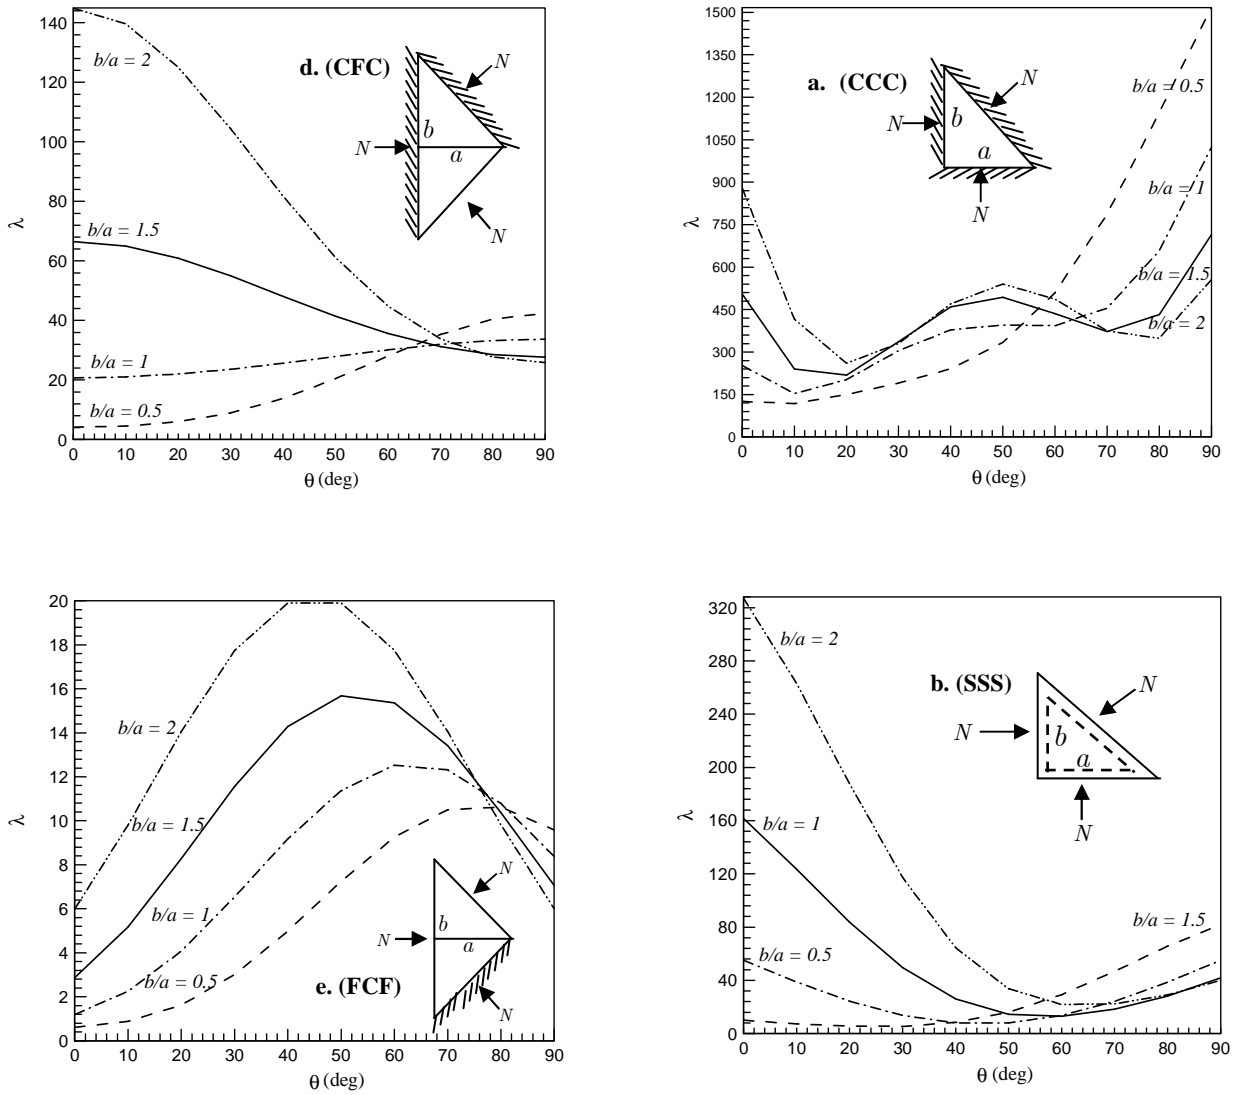 140
120
100
80
60
40
20
0
λ
b/a = 2
d. (CFC)
N
b
N
a
N
b/a = 1.5
b/a = 1
b/a = 0.5
0 10 20 30 40 50 60 70 80 90
θ (deg)
1500
1350
1200
1050
900
750
600
450
300
150
0
λ
a. (CCC)
N
N
b
a
N
b/a = 0.5
b/a = 1
b/a = 1.5
b/a = 2
0 10 20 30 40 50 60 70 80 90
θ (deg)
20
18
16
14
12
10
8
6
4
2
0
λ
b/a = 2
b/a = 1.5
b/a = 1
b/a = 0.5
N
b
N
a
e. (FCF)
N
0 10 20 30 40 50 60 70 80 90
θ (deg)
320
280
240
200
160
120
80
40
0
λ
b/a = 2
b. (SSS)
N
N
b
a
N
b/a = 1
b/a = 1.5
b/a = 0.5
0 10 20 30 40 50 60 70 80 90
θ (deg)